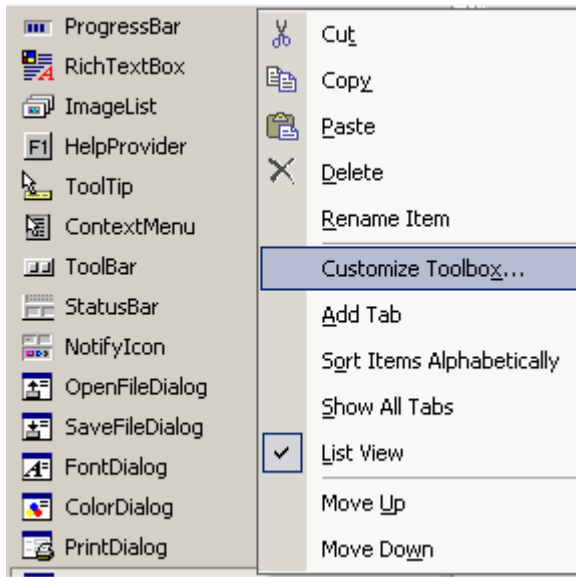 ProgressBar
RichTextBox
ImageList
F1 HelpProvider
ToolTip
ContextMenu
ToolBar
StatusBar
NotifyIcon
OpenFileDialog
SaveFileDialog
FontDialog
ColorDialog
PrintDialog
Cut
Copy
Paste
Delete
Rename Item
Customize Toolbox...
Add Tab
Sort Items Alphabetically
Show All Tabs
List View
Move Up
Move Down